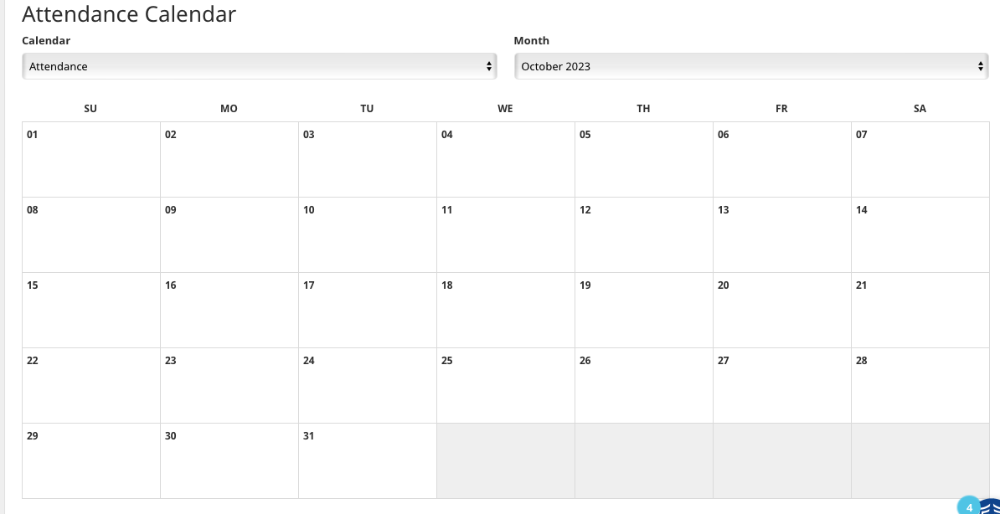 Attendance Calendar
Calendar Month
Attendance October 2023
SU MO TU WE TH FR SA
01 02 03 04 05 06 07
08 09 10 11 12 13 14
15 16 17 18 19 20 21
22 23 24 25 26 27 28
29 30 31
4